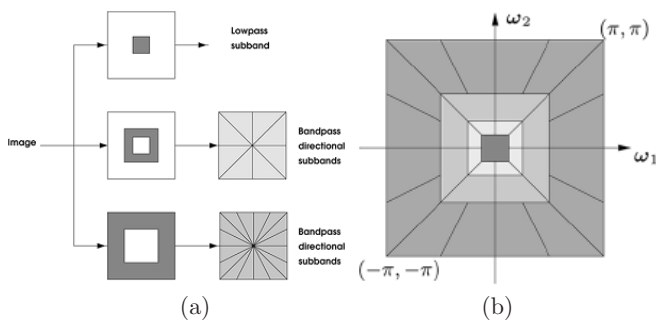 Lowpass
subband
Image
Bandpass
directional
subbands
Bandpass
directional
subbands
(a)
ω₂
(π, π)
ω₁
(−π, −π)
(b)